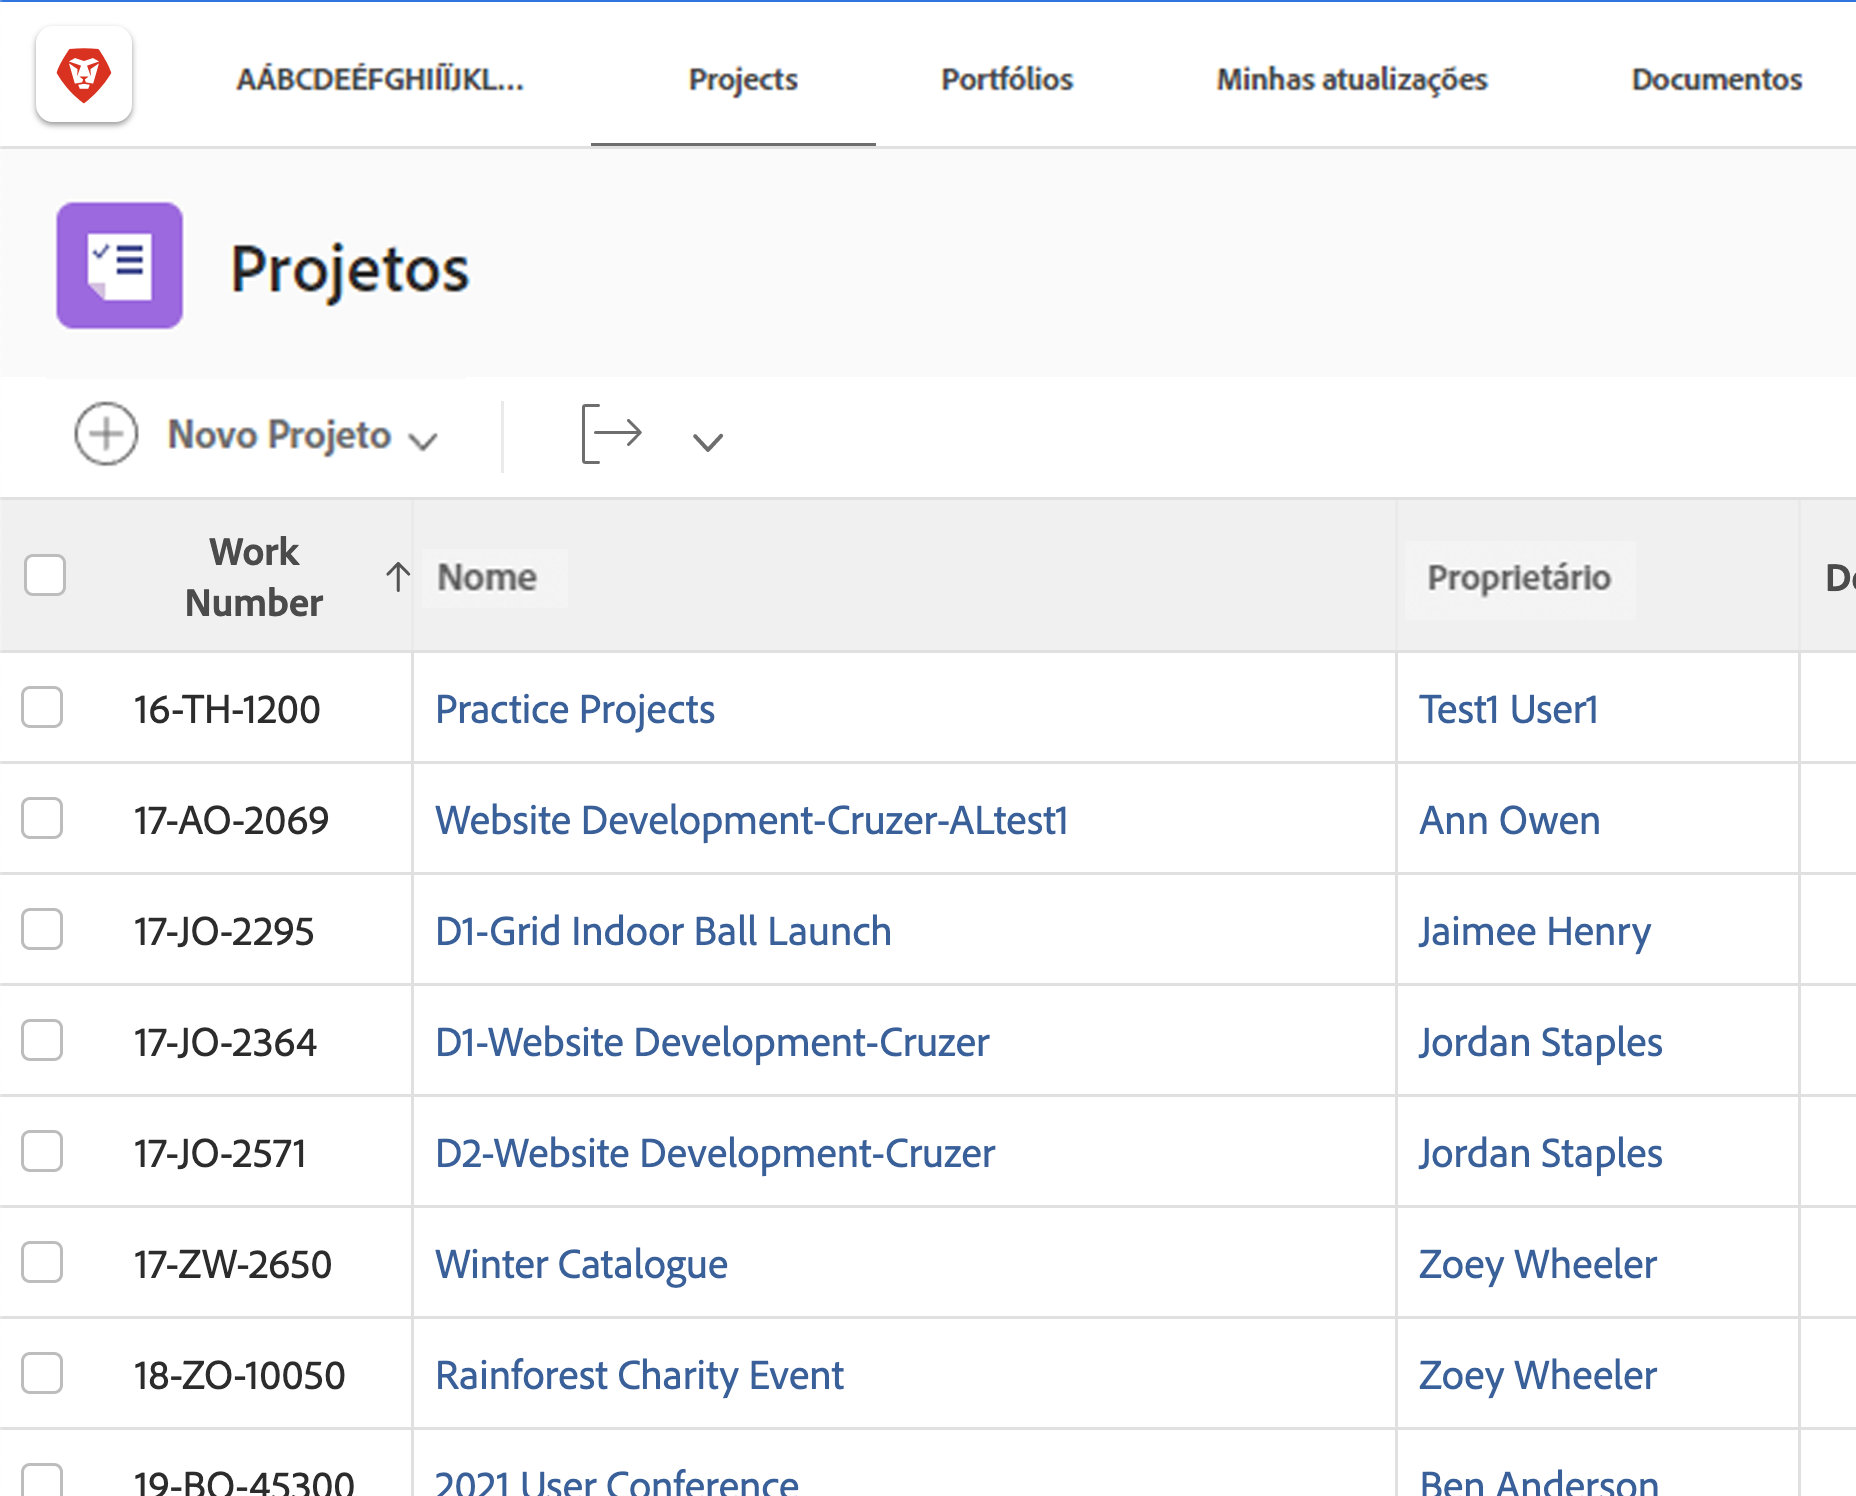 AÁBCDEÉFGHIÍÏJKL... Projects Portfólios Minhas atualizações Documentos
Projetos
Novo Projeto
Work Number Nome Proprietário
16-TH-1200 Practice Projects Test1 User1
17-AO-2069 Website Development-Cruzer-ALtest1 Ann Owen
17-JO-2295 D1-Grid Indoor Ball Launch Jaimee Henry
17-JO-2364 D1-Website Development-Cruzer Jordan Staples
17-JO-2571 D2-Website Development-Cruzer Jordan Staples
17-ZW-2650 Winter Catalogue Zoey Wheeler
18-ZO-10050 Rainforest Charity Event Zoey Wheeler
19-BO-45300 2021 User Conference Ben Anderson